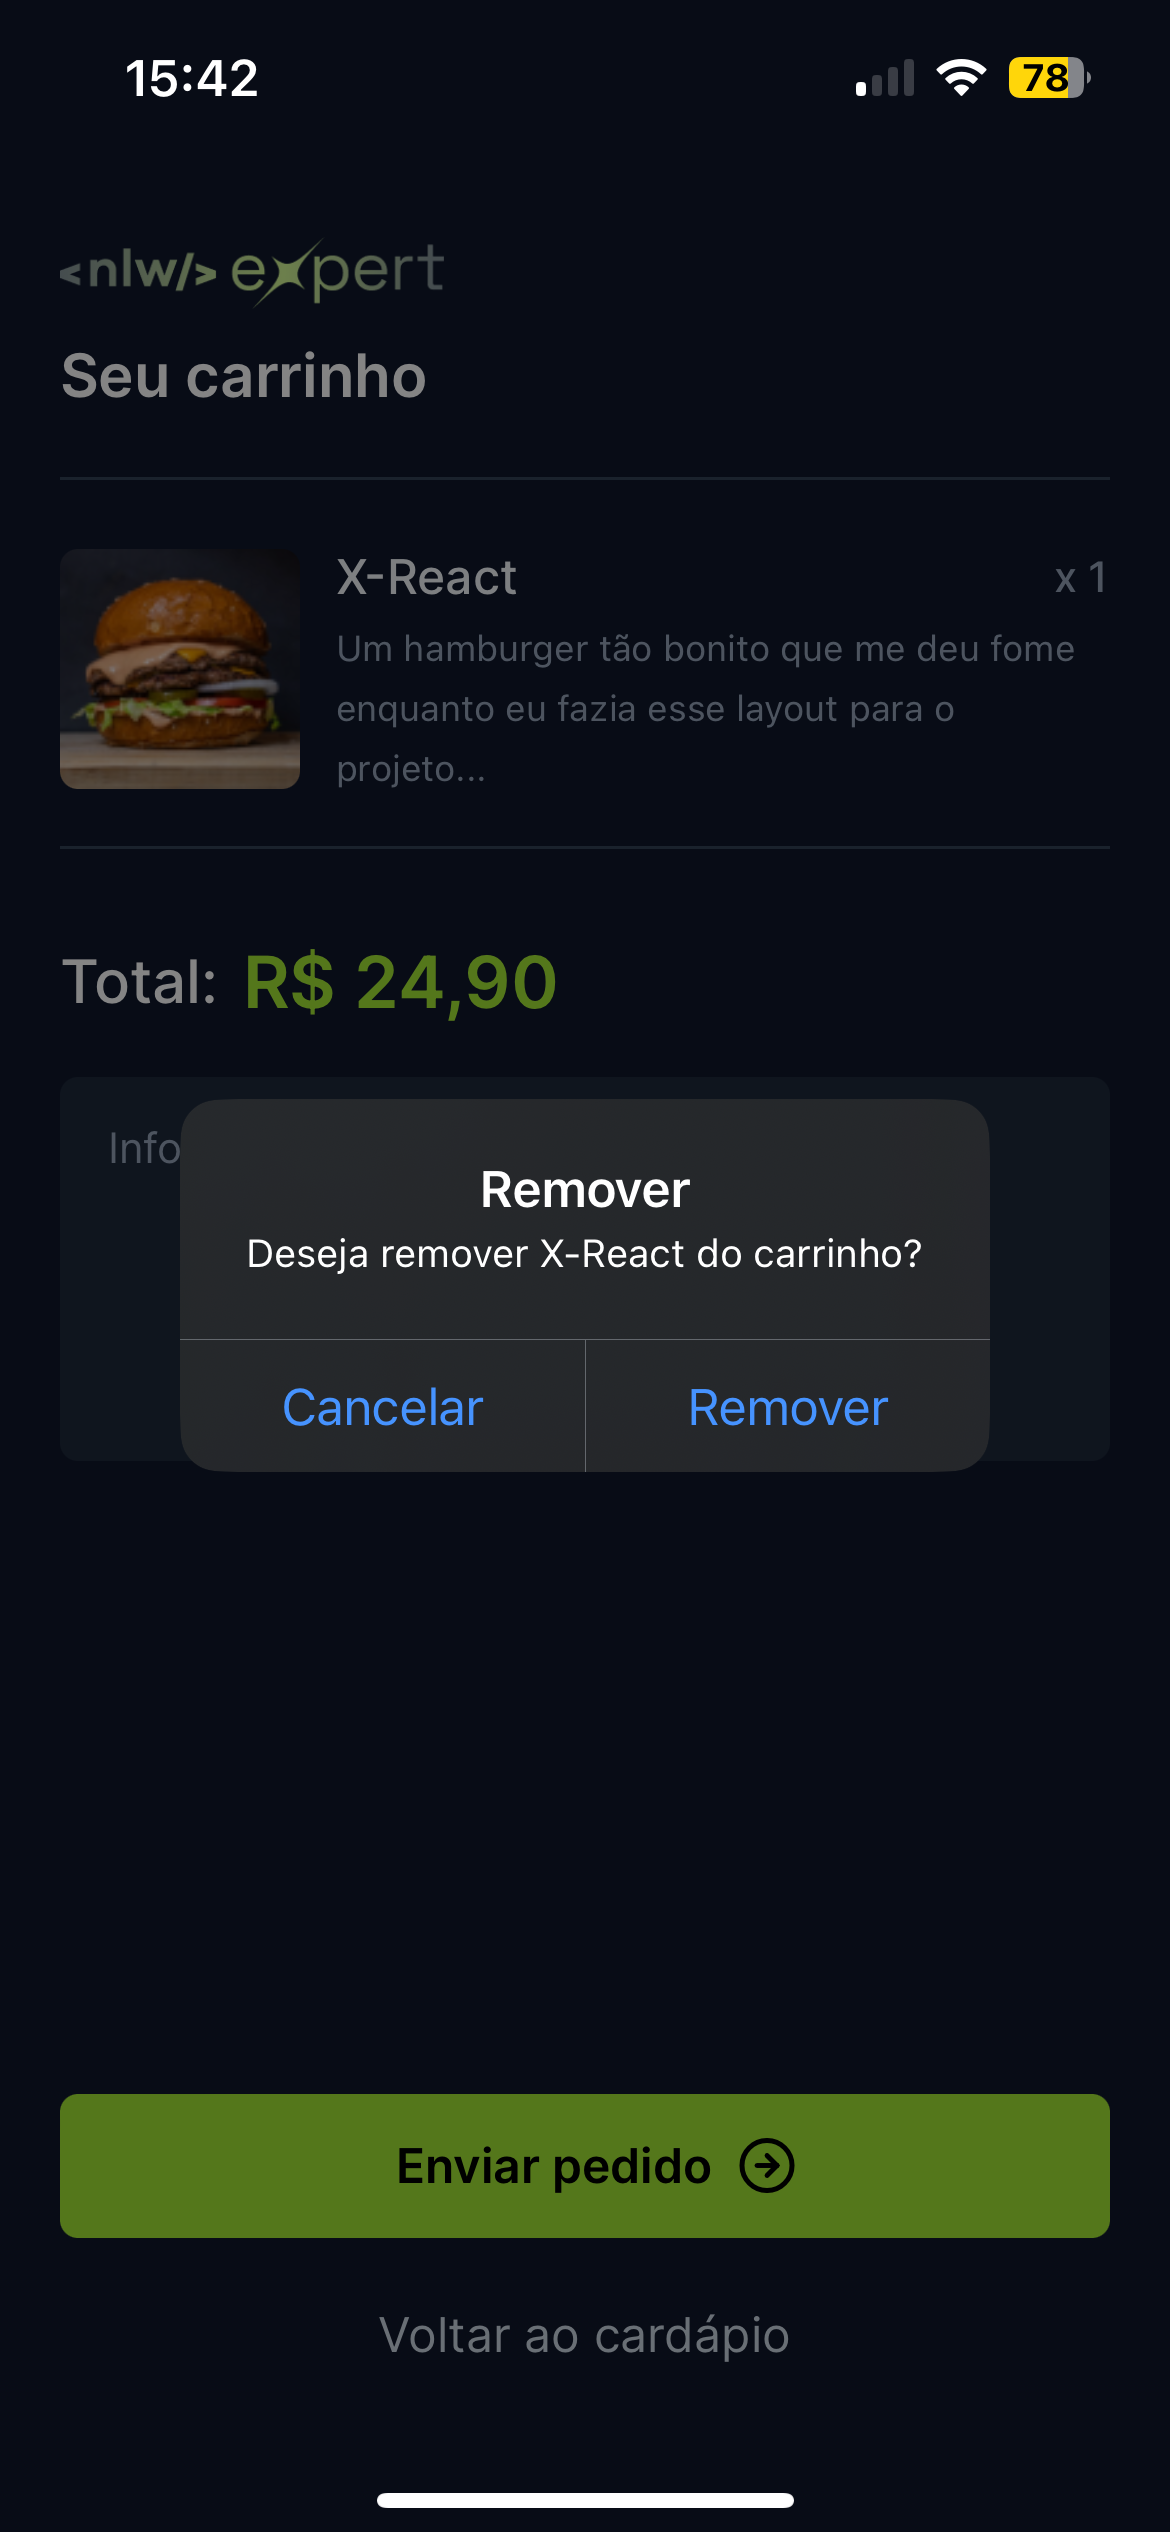 15:42
78
<nlw/> expert
Seu carrinho
X-React
x 1
Um hamburger tão bonito que me deu fome
enquanto eu fazia esse layout para o
projeto...
Total: R$ 24,90
Info
Remover
Deseja remover X-React do carrinho?
Cancelar
Remover
Enviar pedido
Voltar ao cardápio